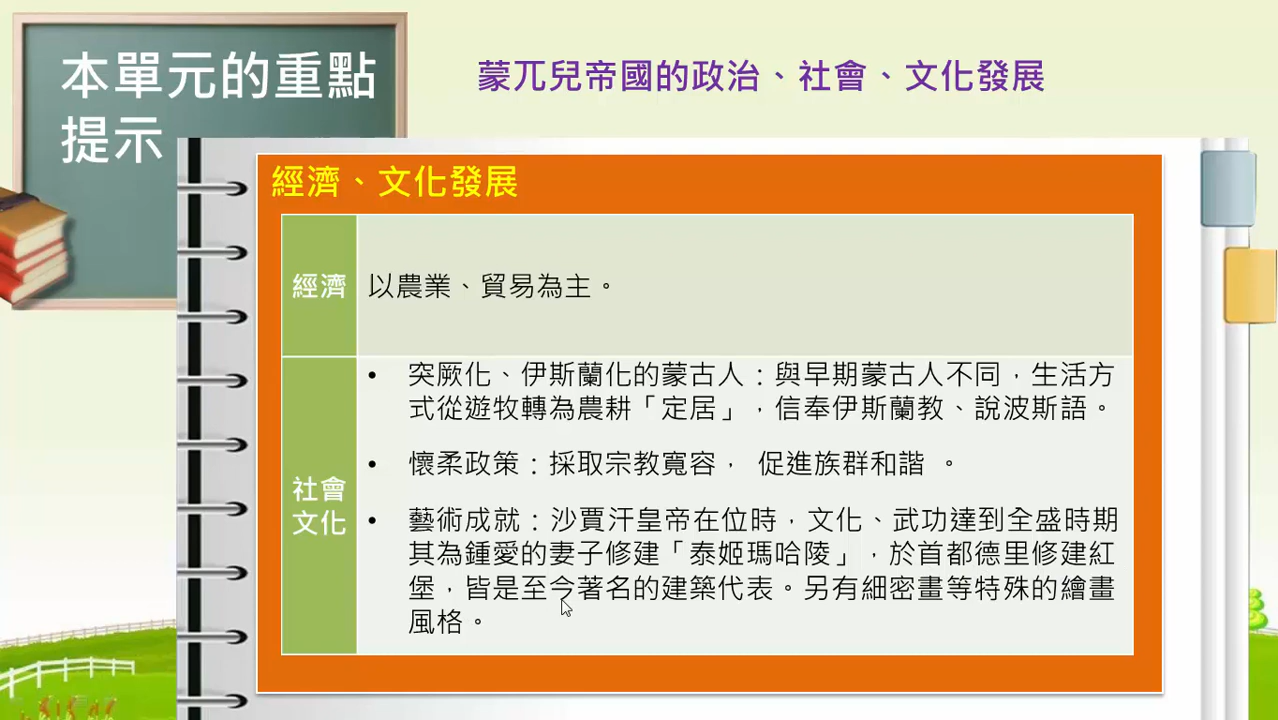 本單元的重點
提示
蒙兀兒帝國的政治、社會、文化發展
經濟、文化發展
經濟
以農業、貿易為主。
社會
文化
• 突厥化、伊斯蘭化的蒙古人：與早期蒙古人不同，生活方
式從遊牧轉為農耕「定居」，信奉伊斯蘭教、說波斯語。
• 懷柔政策：採取宗教寬容， 促進族群和諧 。
• 藝術成就：沙賈汗皇帝在位時，文化、武功達到全盛時期
其為鍾愛的妻子修建「泰姬瑪哈陵」，於首都德里修建紅
堡，皆是至今著名的建築代表。另有細密畫等特殊的繪畫
風格。